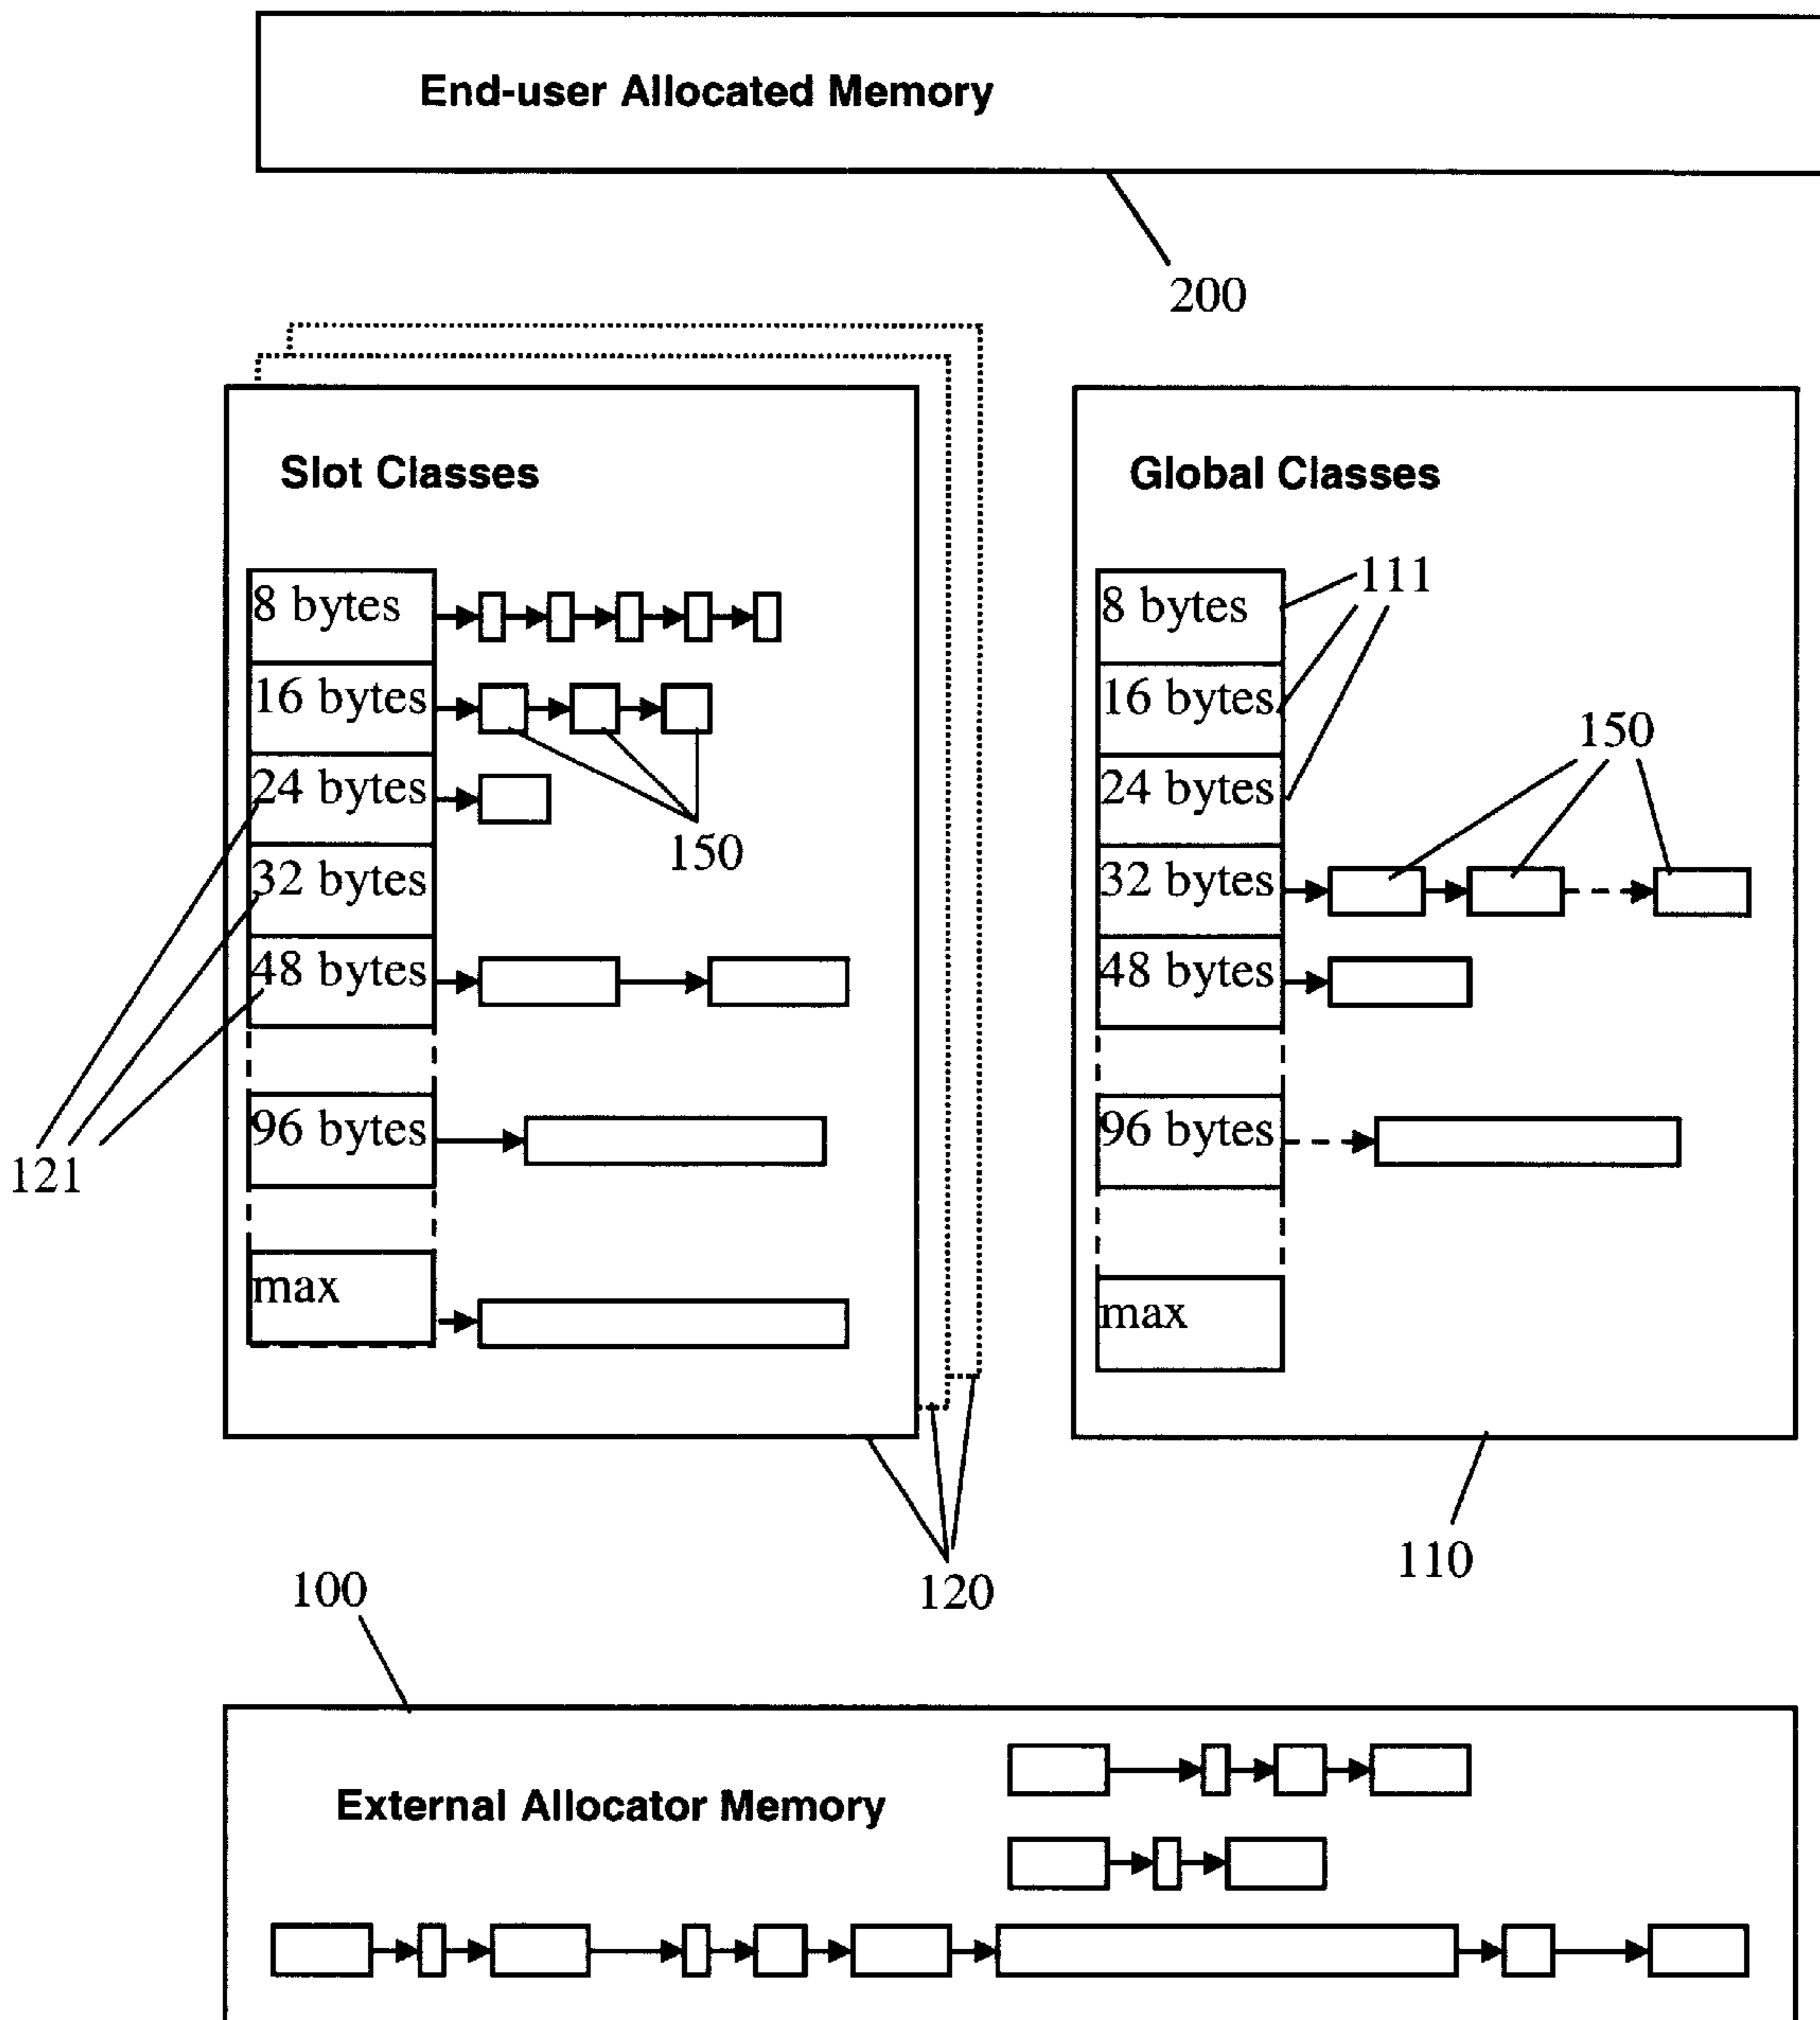 End-user Allocated Memory
200
Slot Classes
8 bytes
16 bytes
24 bytes
32 bytes
48 bytes
96 bytes
max
150
121
120
Global Classes
8 bytes
16 bytes
24 bytes
32 bytes
48 bytes
96 bytes
max
111
150
110
100
External Allocator Memory